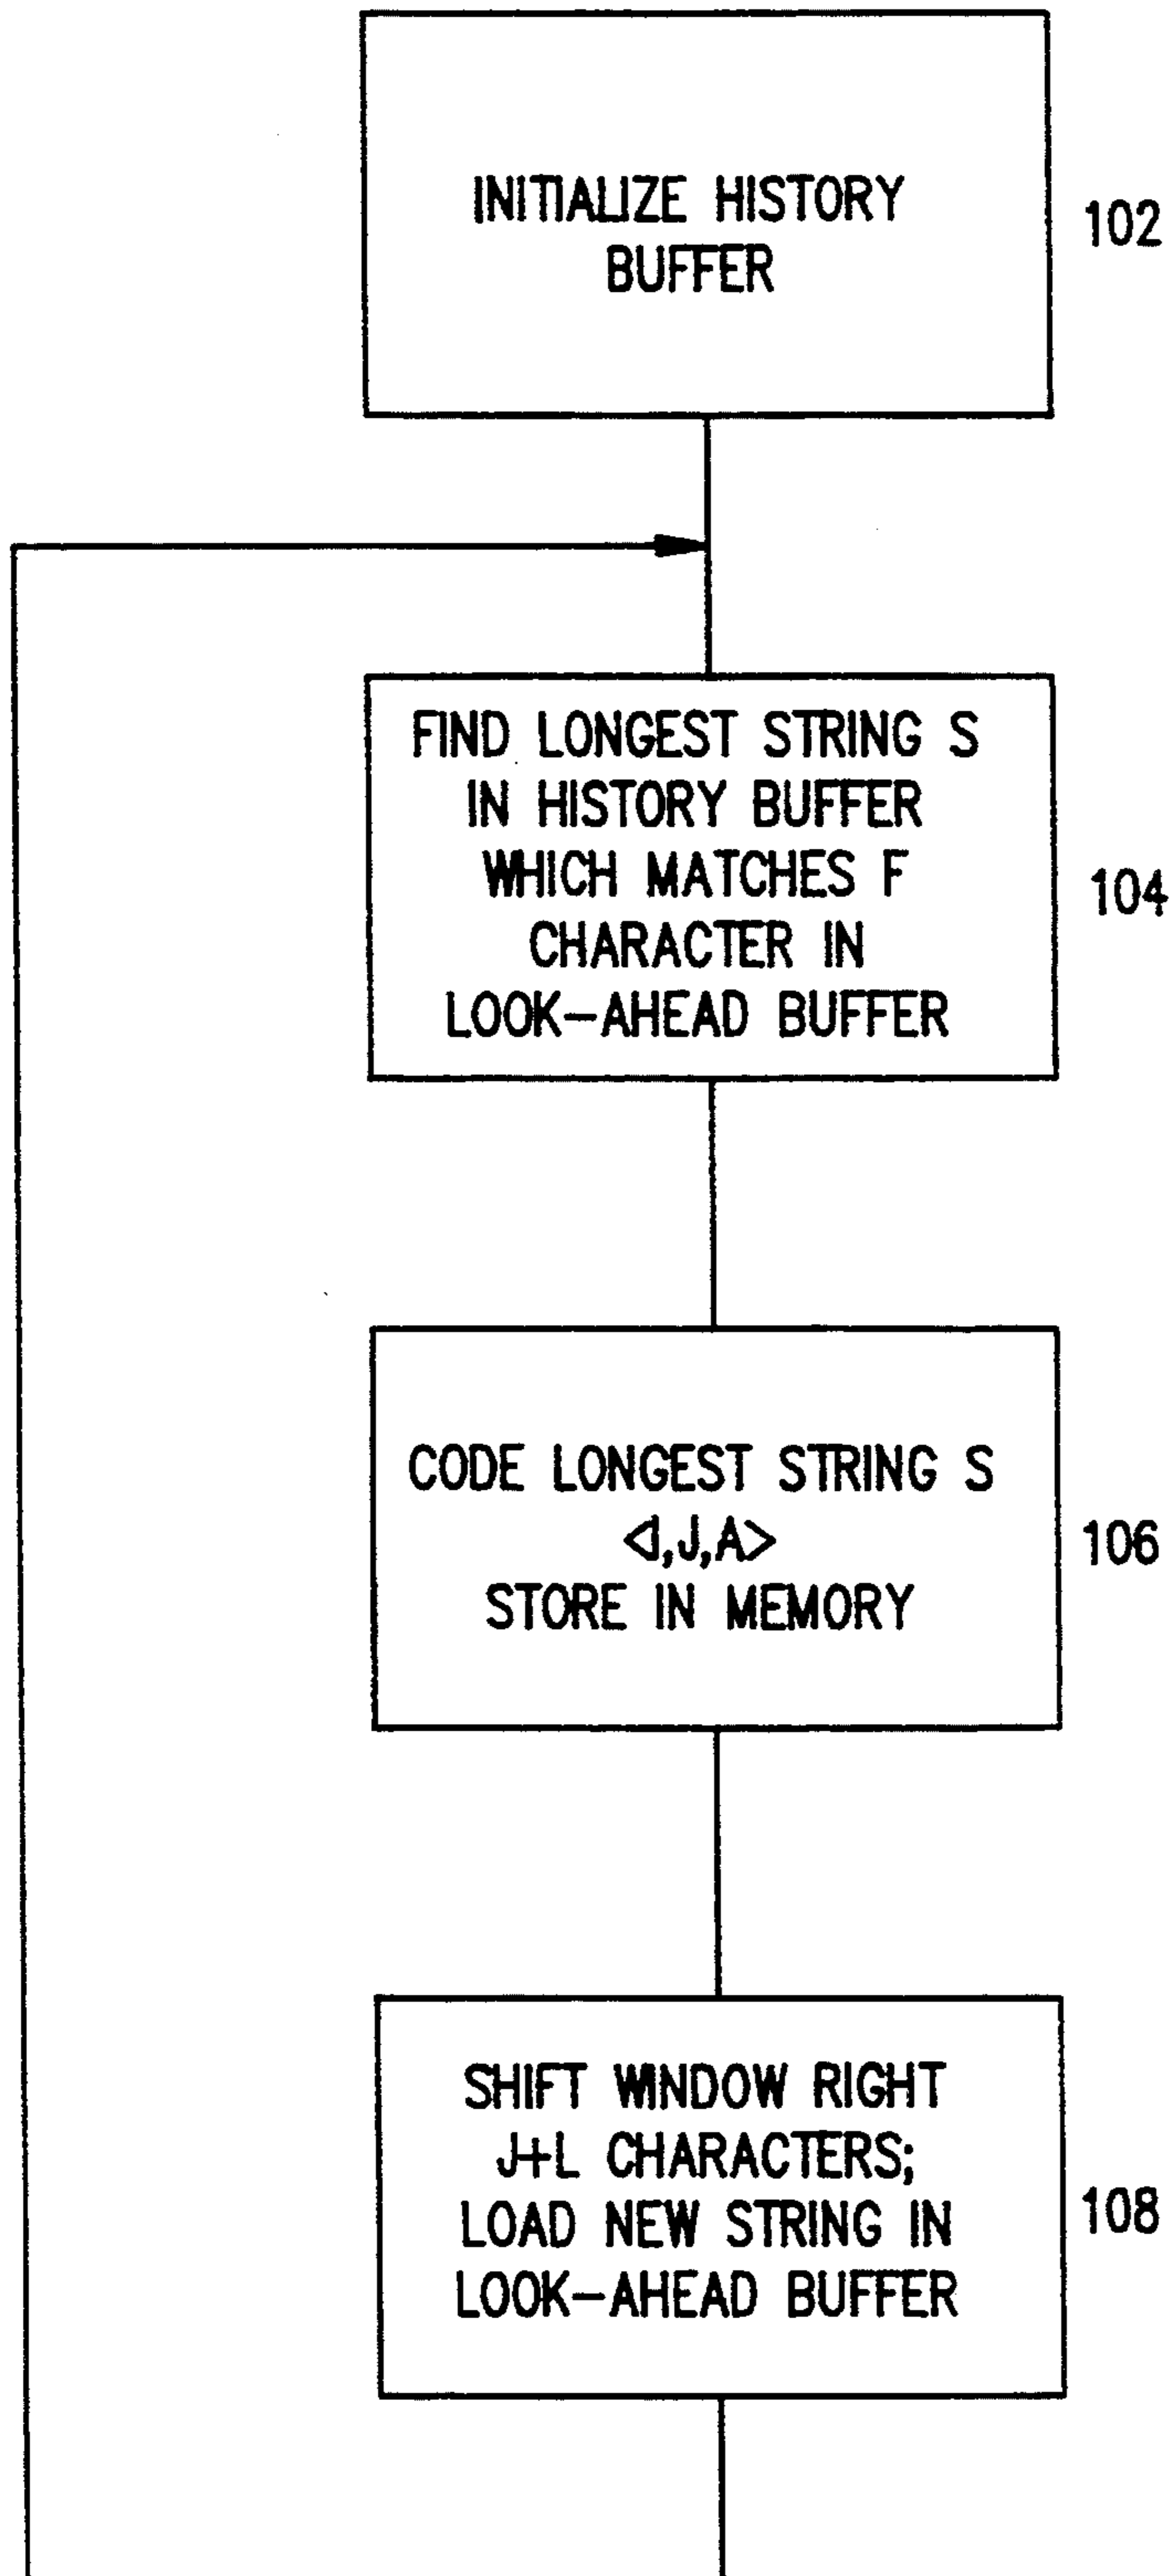 INITIALIZE HISTORY
BUFFER
102
FIND LONGEST STRING S
IN HISTORY BUFFER
WHICH MATCHES F
CHARACTER IN
LOOK-AHEAD BUFFER
104
CODE LONGEST STRING S
<I,J,A>
STORE IN MEMORY
106
SHIFT WINDOW RIGHT
J+L CHARACTERS;
LOAD NEW STRING IN
LOOK-AHEAD BUFFER
108